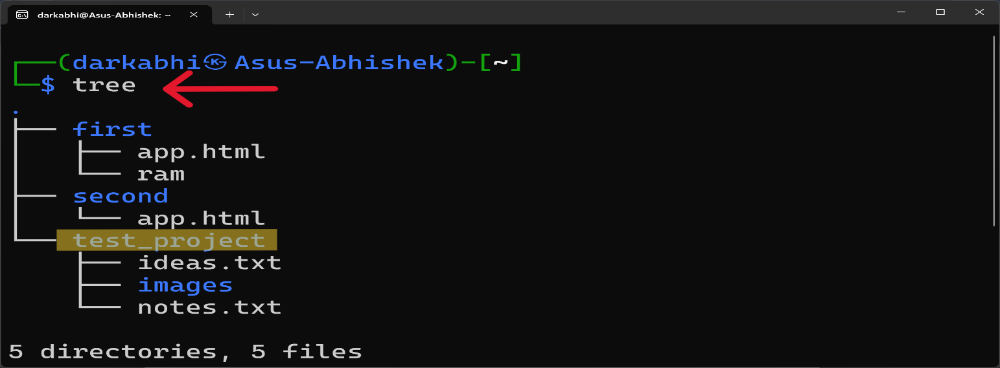 darkabhi@Asus-Abhishek: ~
┌──(darkabhi㉿Asus-Abhishek)-[~]
└─$ tree
.
├── first
│   ├── app.html
│   └── ram
├── second
│   └── app.html
└── test_project
    ├── ideas.txt
    ├── images
    └── notes.txt
5 directories, 5 files